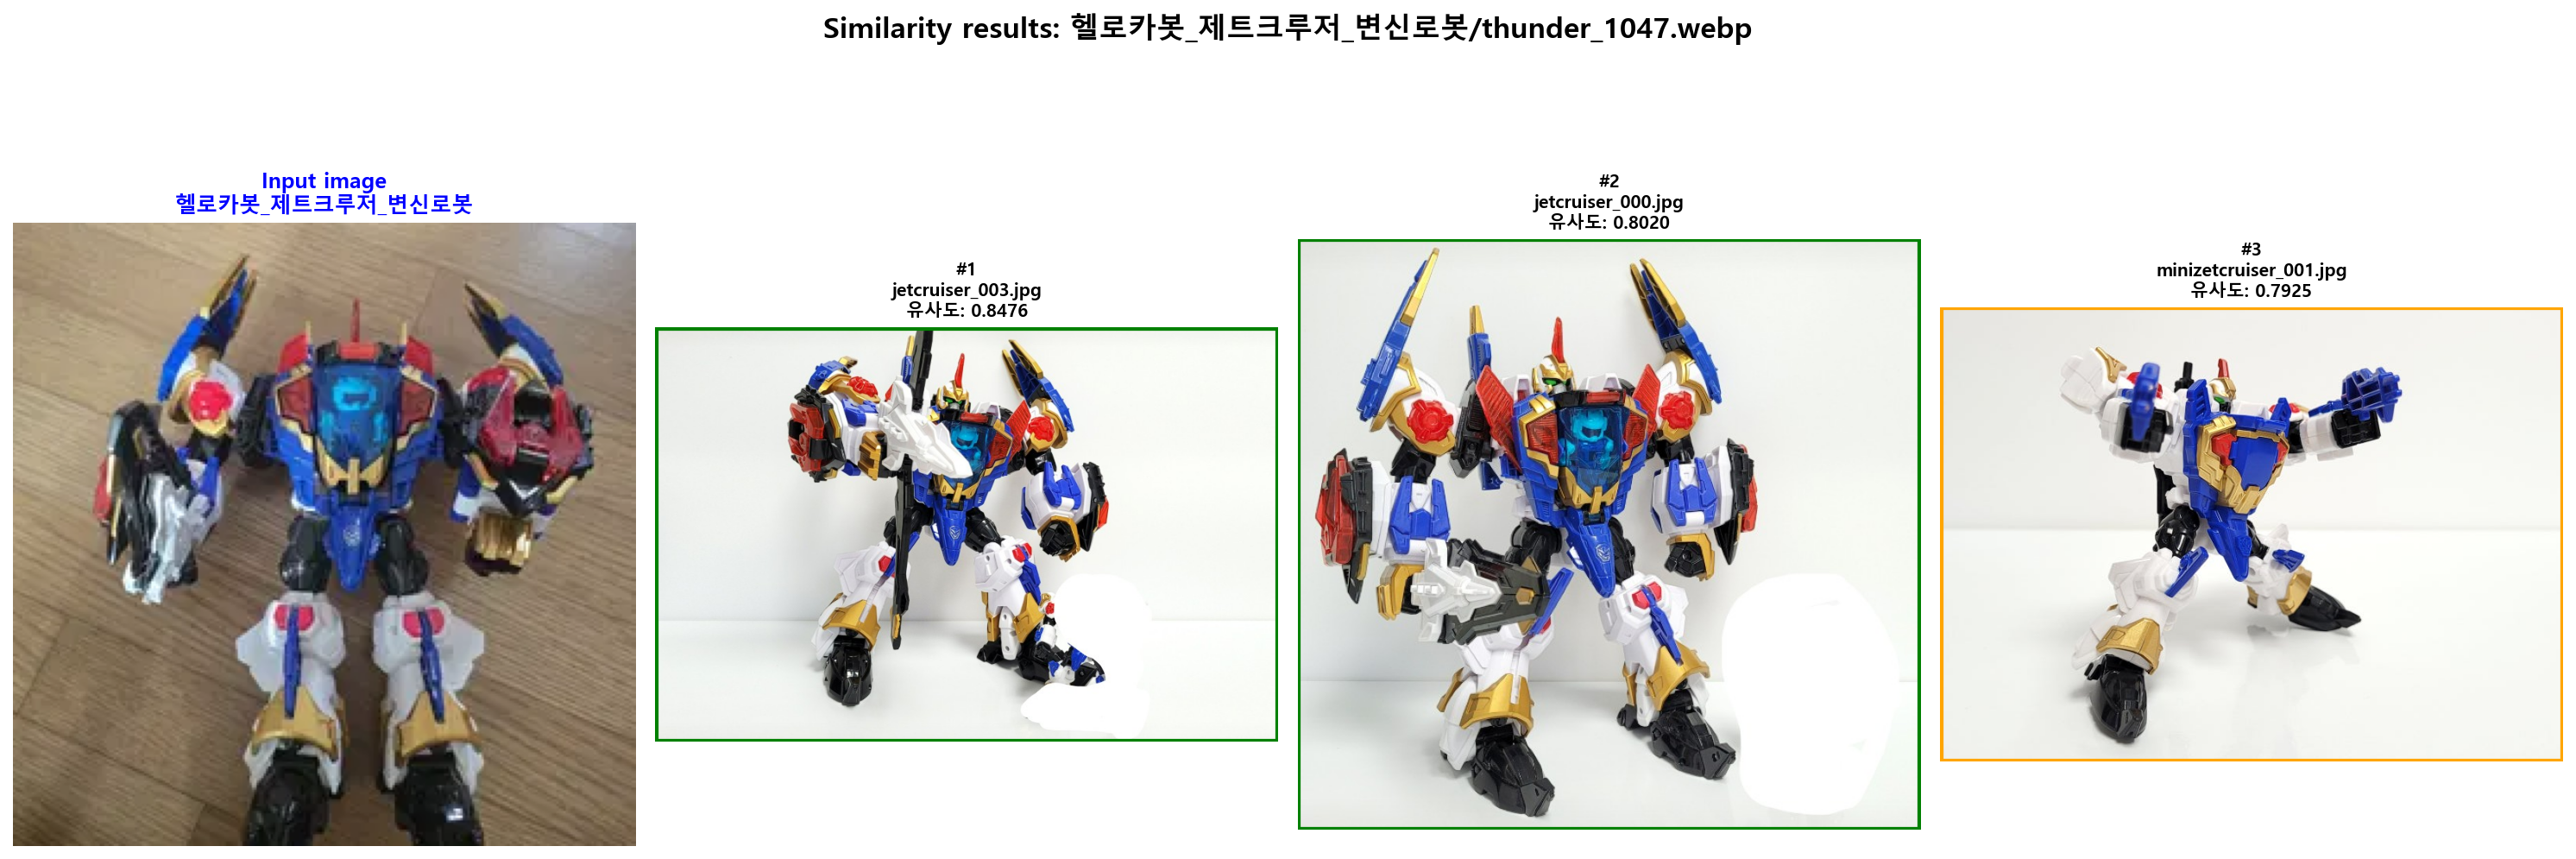 Similarity results: 헬로카봇_제트크루저_변신로봇/thunder_1047.webp
Input image
헬로카봇_제트크루저_변신로봇
#1
jetcruiser_003.jpg
유사도: 0.8476
#2
jetcruiser_000.jpg
유사도: 0.8020
#3
minizetcruiser_001.jpg
유사도: 0.7925